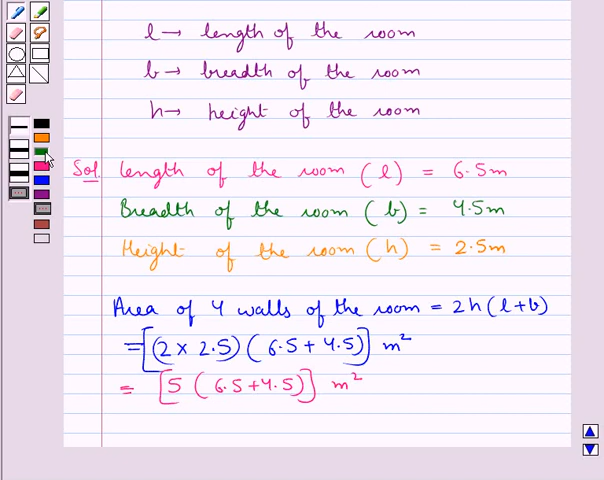 l → length of the room
b → breadth of the room
h → height of the room
Sol. Length of the room (l) = 6.5m
Breadth of the room (b) = 4.5m
Height of the room (h) = 2.5m
Area of 4 walls of the room = 2h(l+b)
= [(2 × 2.5) (6.5 + 4.5)] m²
= [5 (6.5+4.5)] m²